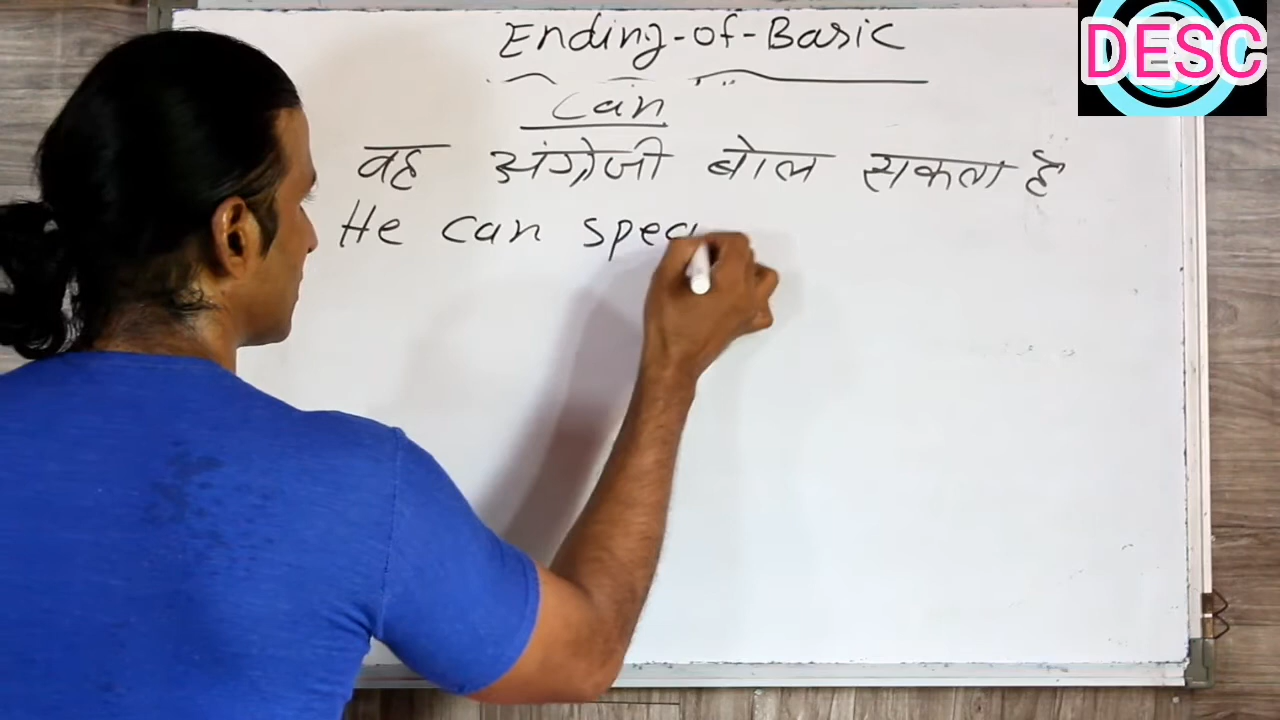 DESC
Ending-of-Basic
Can
वह अंग्रेजी बोल सकता है
He can spea